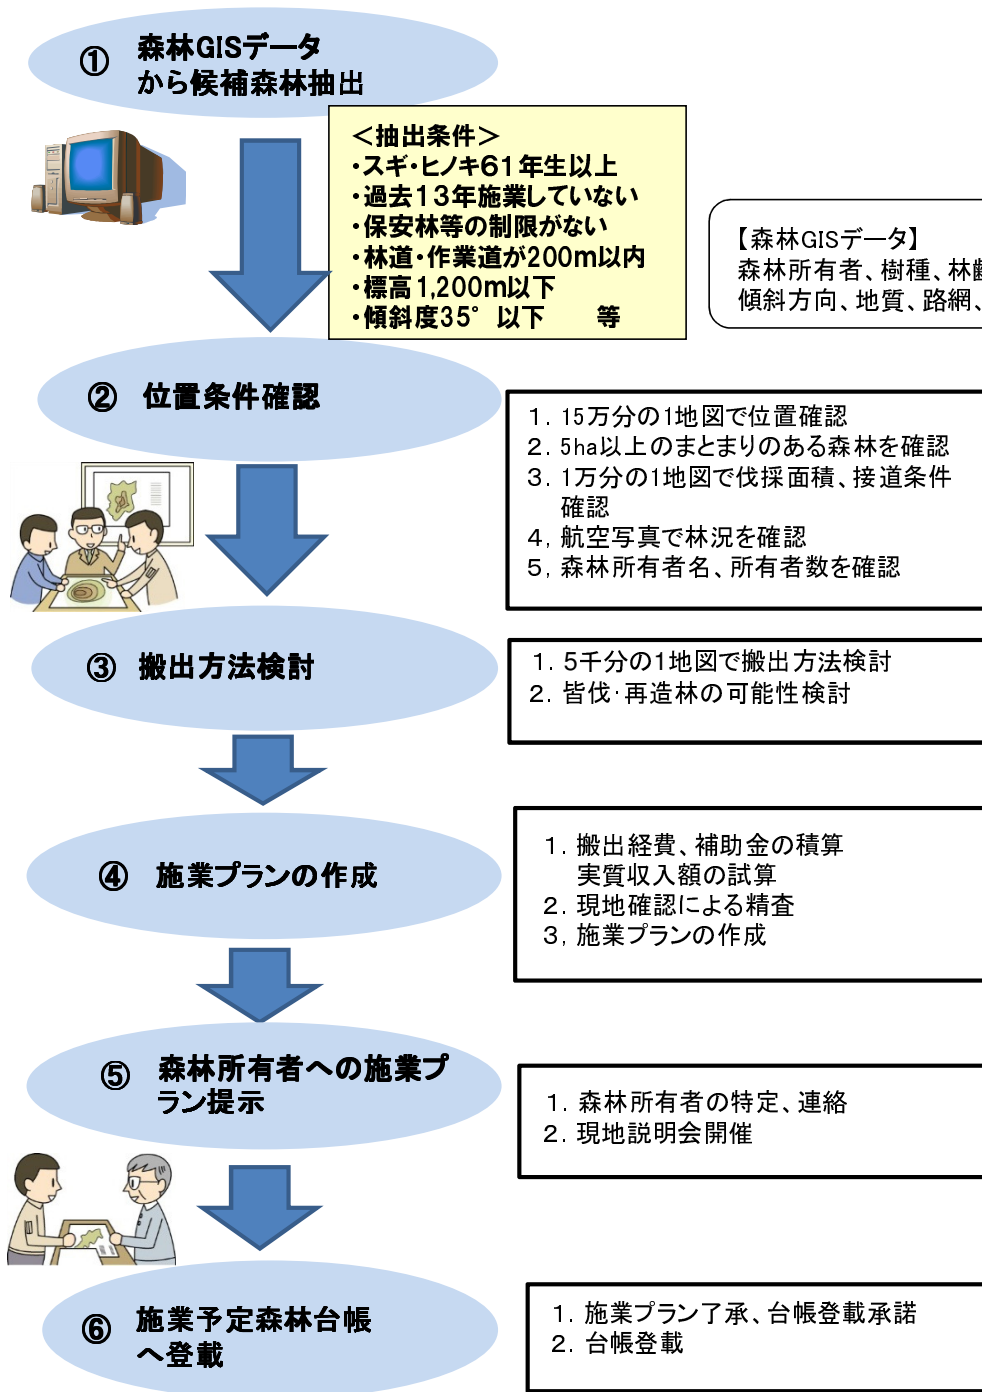 ① 森林GISデータ
から候補森林抽出
<抽出条件>
・スギ・ヒノキ61年生以上
・過去13年施業していない
・保安林等の制限がない
・林道・作業道が200m以内
・標高1,200m以下
・傾斜度35°以下　　等
【森林GISデータ】
森林所有者、樹種、林齢
傾斜方向、地質、路網、
② 位置条件確認
1. 15万分の1地図で位置確認
2. 5ha以上のまとまりのある森林を確認
3. 1万分の1地図で伐採面積、接道条件
確認
4, 航空写真で林況を確認
5, 森林所有者名、所有者数を確認
③ 搬出方法検討
1. 5千分の1地図で搬出方法検討
2. 皆伐・再造林の可能性検討
④ 施業プランの作成
1. 搬出経費、補助金の積算
実質収入額の試算
2. 現地確認による精査
3, 施業プランの作成
⑤ 森林所有者への施業プ
ラン提示
1. 森林所有者の特定、連絡
2. 現地説明会開催
⑥ 施業予定森林台帳
へ登載
1. 施業プラン了承、台帳登載承諾
2. 台帳登載